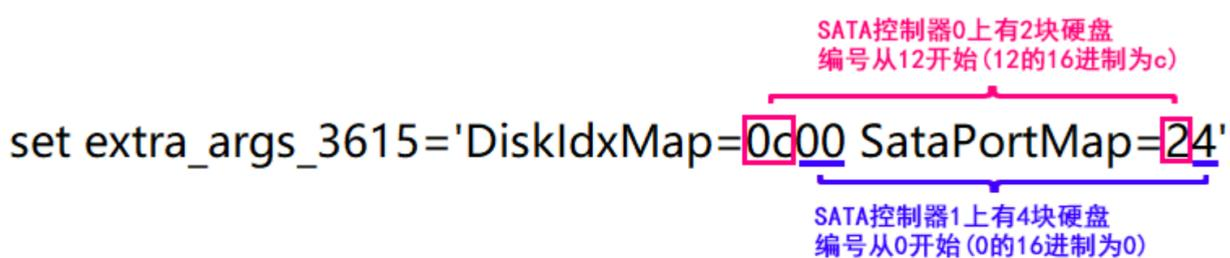 SATA控制器0上有2块硬盘
编号从12开始(12的16进制为c)
set extra_args_3615='DiskIdxMap=0c00 SataPortMap=24'
SATA控制器1上有4块硬盘
编号从0开始(0的16进制为0)